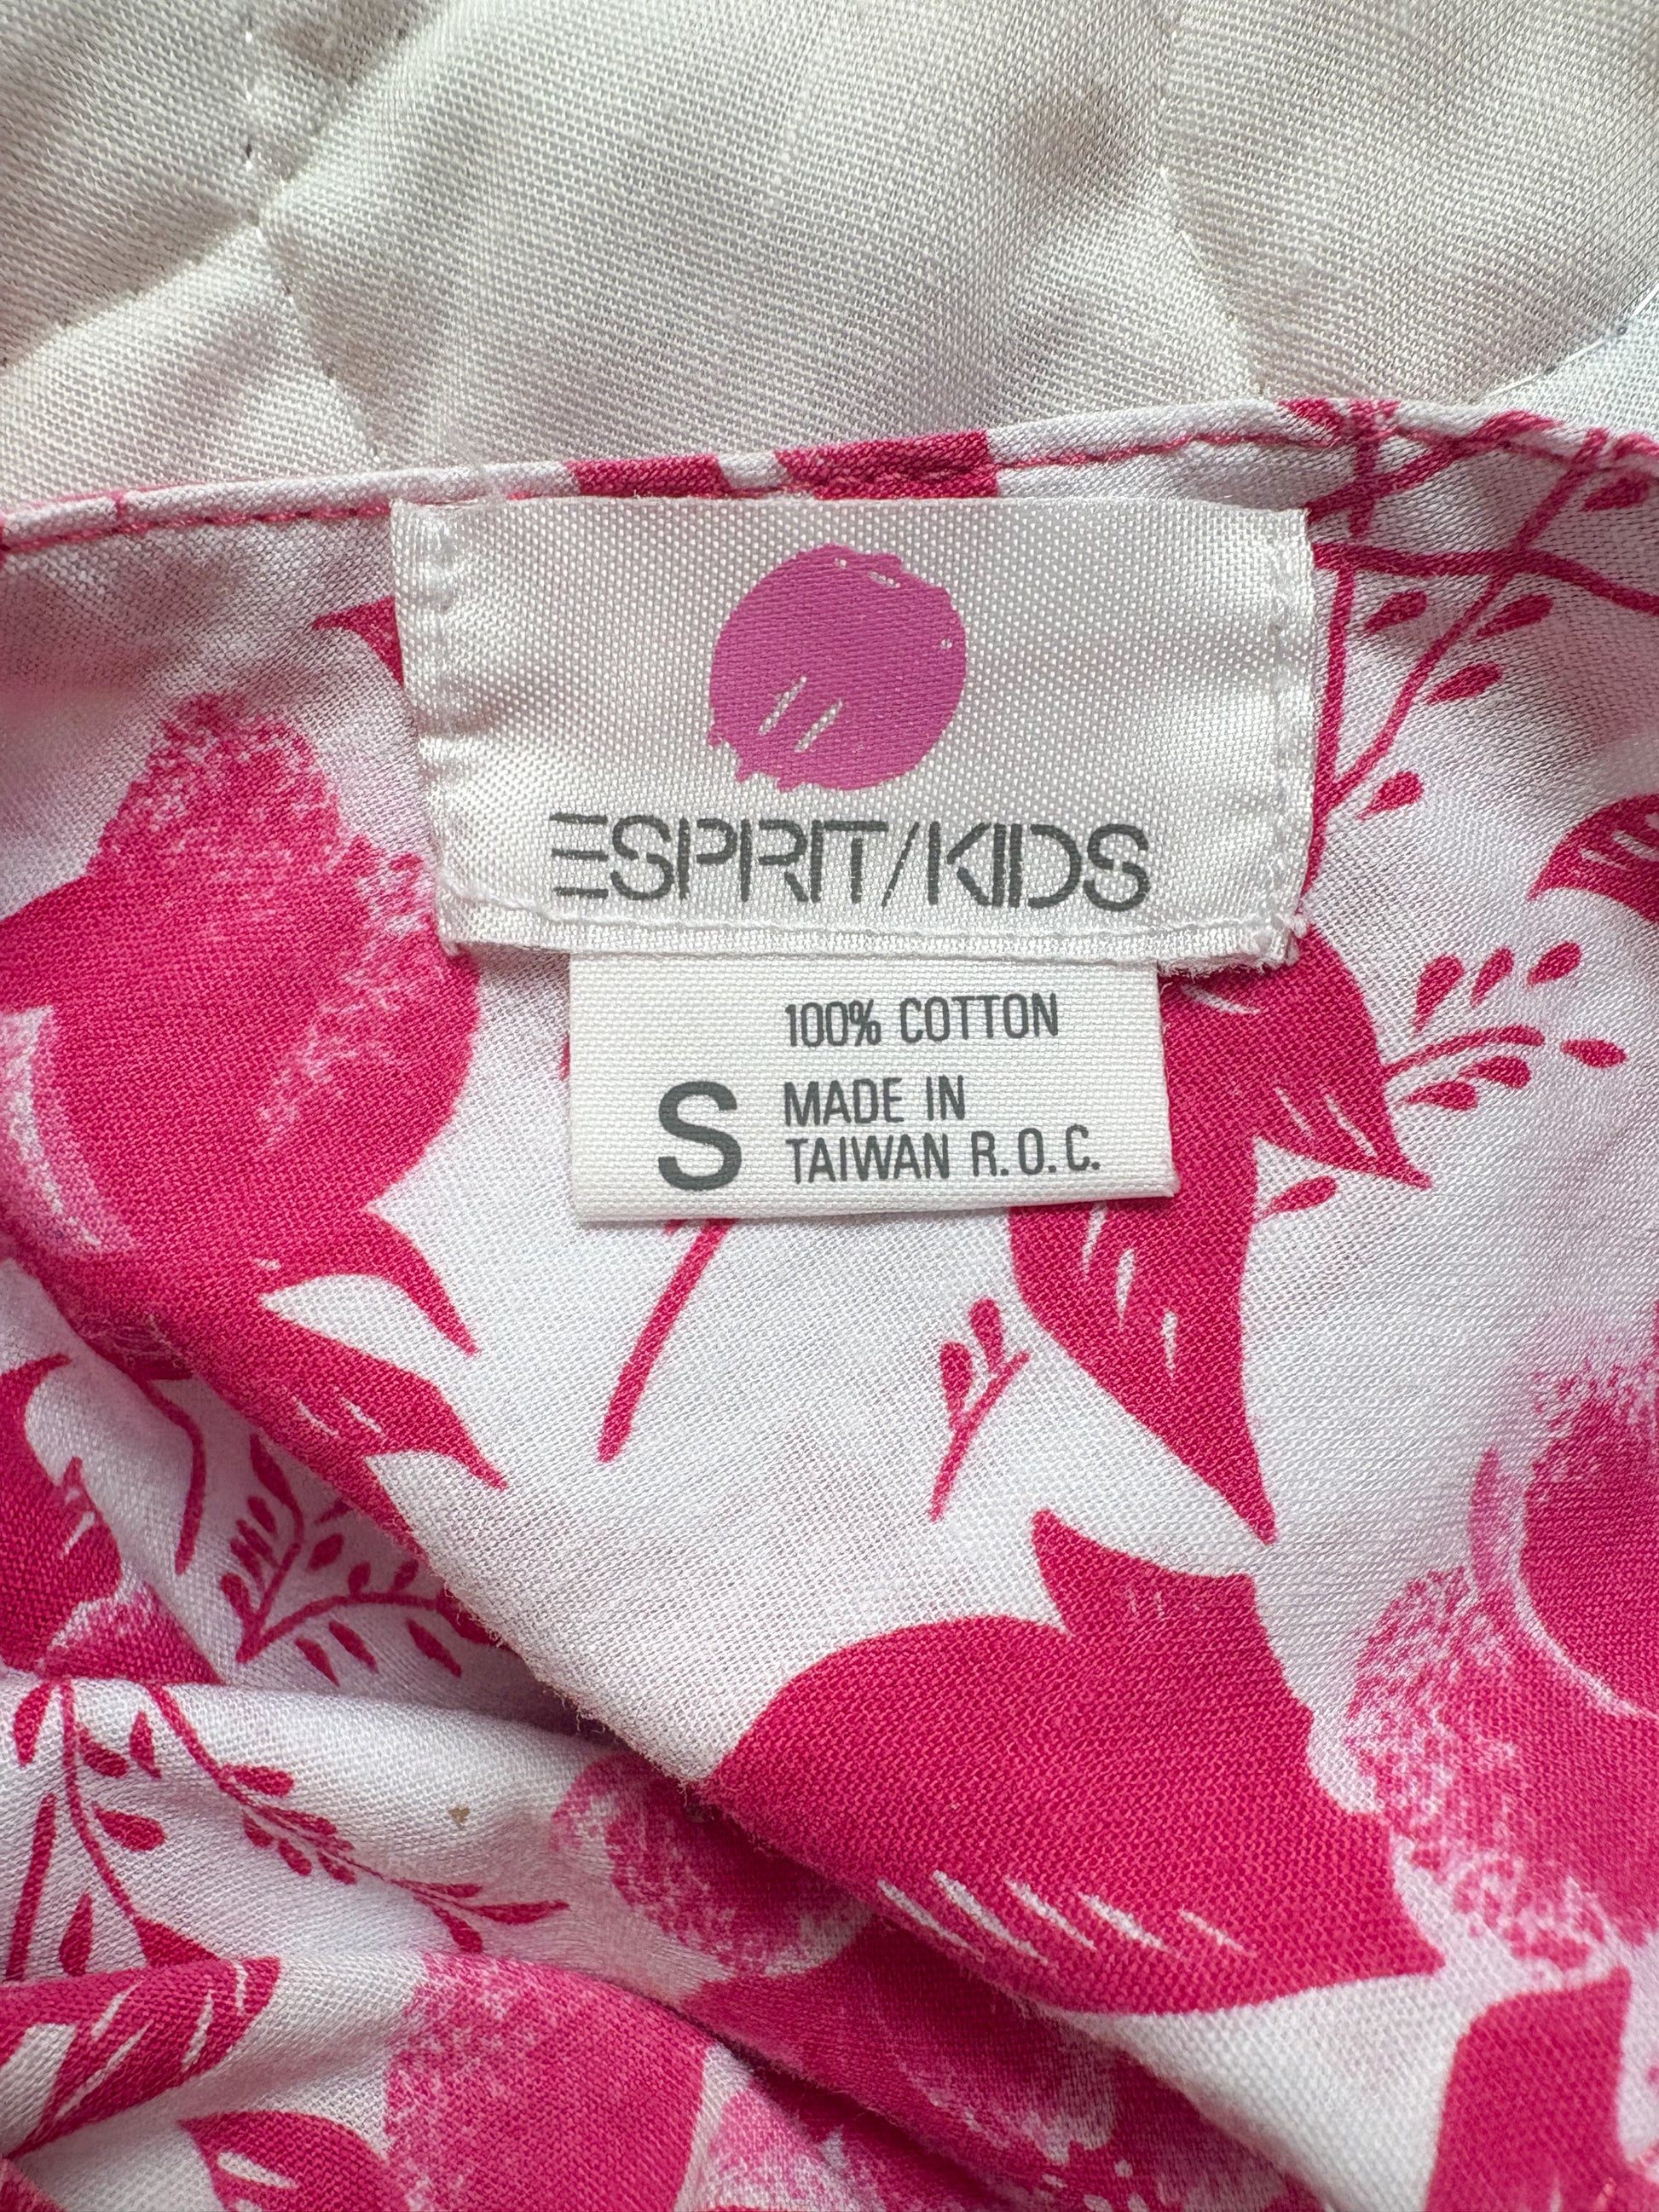 ESPRIT/KIDS
100% COTTON
S
MADE IN
TAIWAN R.O.C.